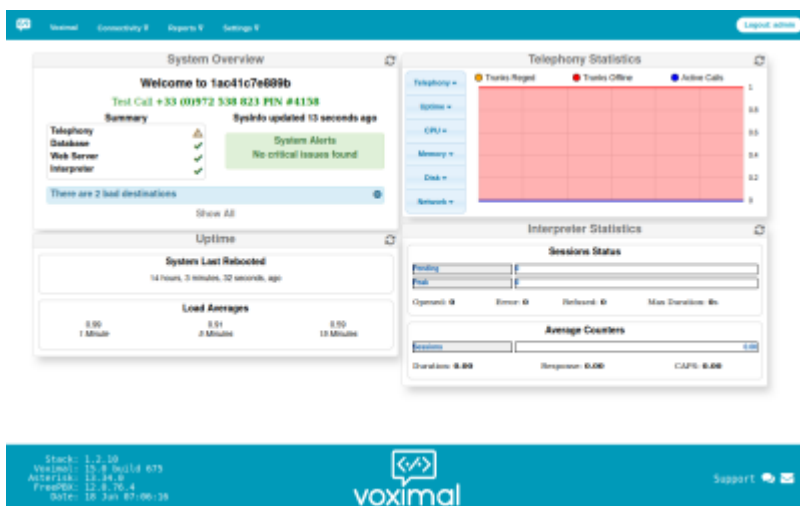 Voximal Connectivity Reports Settings Logout: admin
System Overview
Welcome to 1ac41c7e889b
Test Call +33 (0)972 538 823 PIN #4158
Summary
Telephony
Database
Web Server
Interpreter
SysInfo updated 13 seconds ago
System Alerts
No critical issues found
There are 2 bad destinations
Show All
Uptime
System Last Rebooted
14 hours, 3 minutes, 32 seconds, ago
Load Averages
1 Minute
5 Minutes
15 Minutes
Telephony Statistics
Telephony
Uptime
CPU
Memory
Disk
Network
Trunks Reged Trunks Offline Active Calls
1
0.8
0.6
0.4
0.2
0
Interpreter Statistics
Sessions Status
Pending 0
Peak 0
Opened: 0 Error: 0 Refused: 0 Max Duration: 0s
Average Counters
Sessions 0.00
Duration: 0.00 Response: 0.00 CAPS: 0.00
Stack: 1.2.10
Voximal: 15.0 build 675
Asterisk: 13.34.0
FreePBX: 12.0.76.4
Date: 18 Jun 07:06:16
voximal
Support